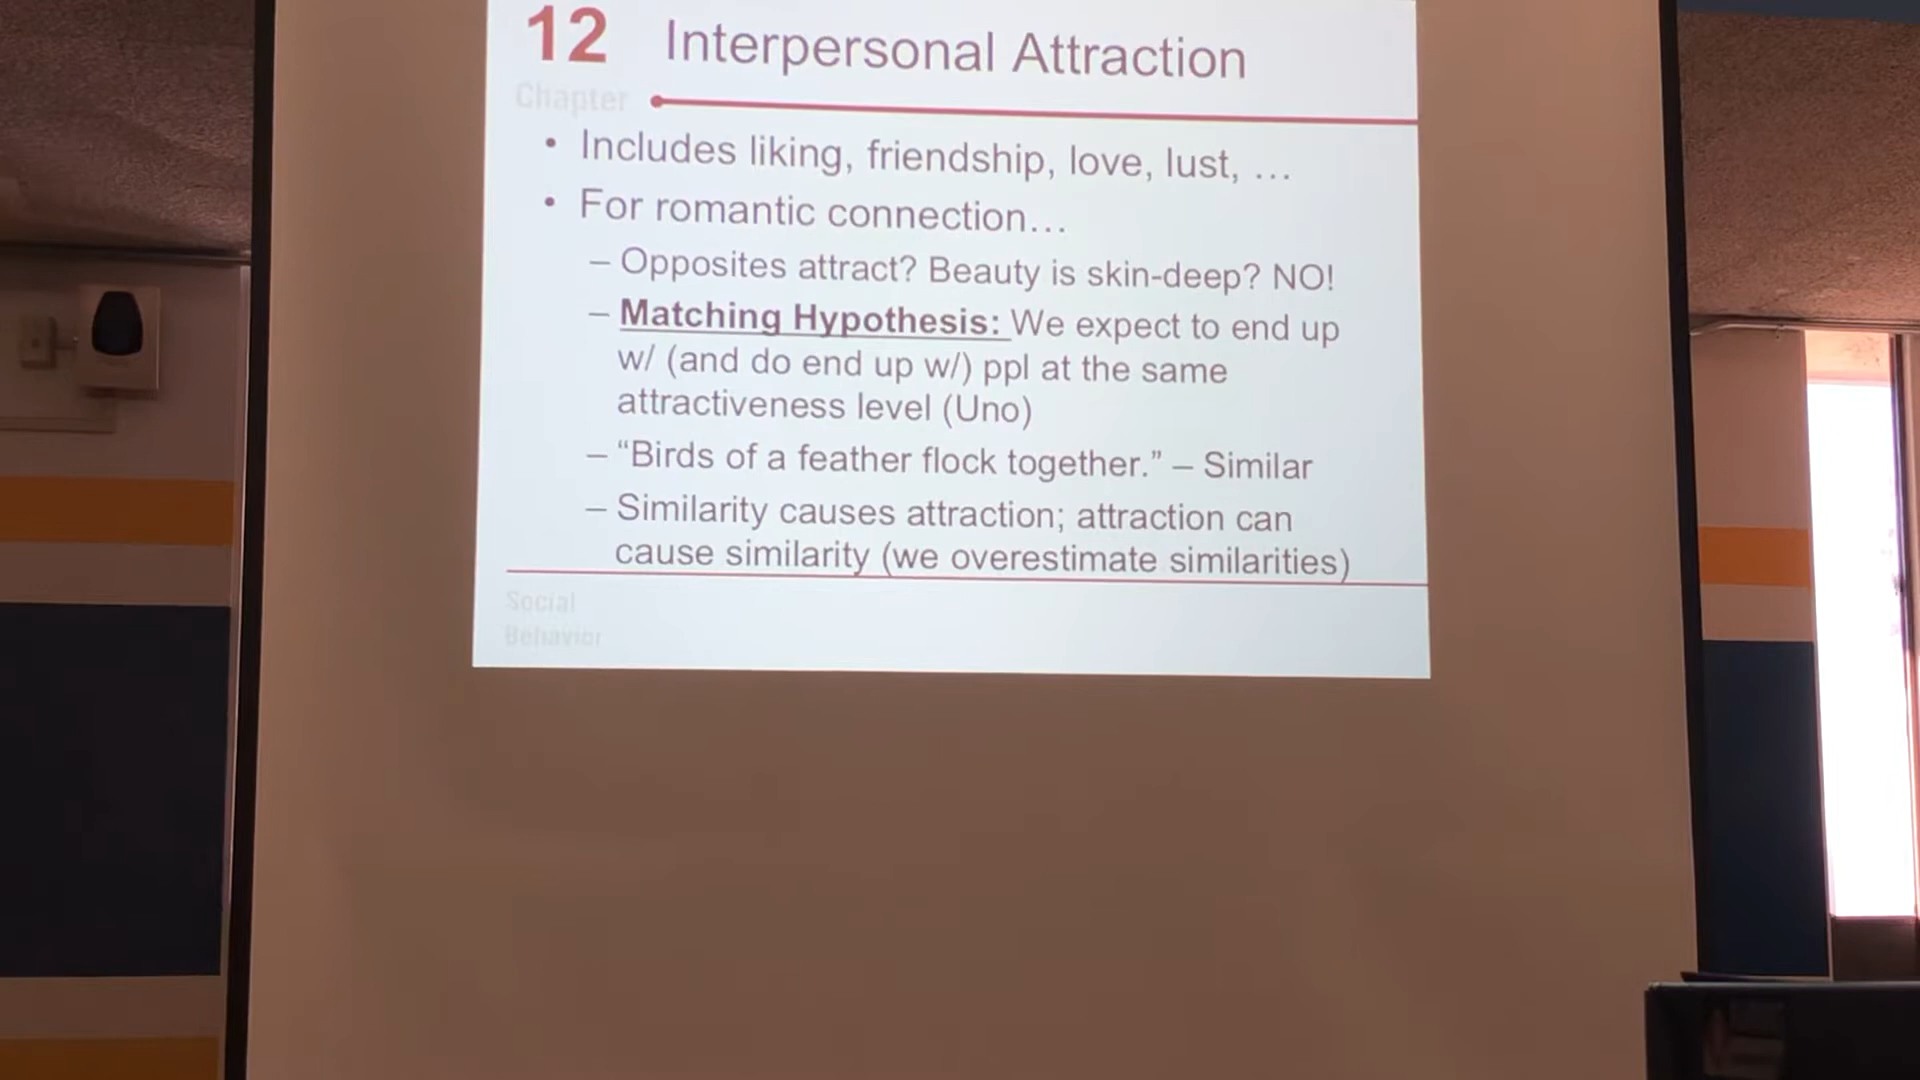 12 Interpersonal Attraction
Chapter
• Includes liking, friendship, love, lust, …
• For romantic connection…
– Opposites attract? Beauty is skin-deep? NO!
– Matching Hypothesis: We expect to end up
w/ (and do end up w/) ppl at the same
attractiveness level (Uno)
– “Birds of a feather flock together.” – Similar
– Similarity causes attraction; attraction can
cause similarity (we overestimate similarities)
Social
Behavior